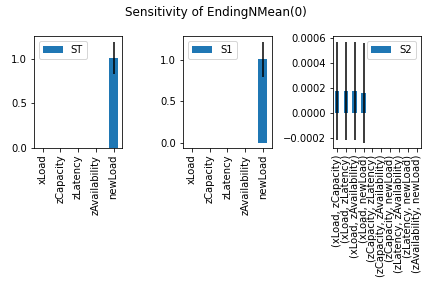 Sensitivity of EndingNMean(0)
ST
1.0
0.5
0.0
xLoad
zCapacity
zLatency
zAvailability
newLoad
S1
1.0
0.5
0.0
xLoad
zCapacity
zLatency
zAvailability
newLoad
S2
0.0006
0.0004
0.0002
0.0000
−0.0002
(xLoad, zCapacity)
(xLoad, zLatency)
(xLoad, zAvailability)
(xLoad, newLoad)
(zCapacity, zLatency)
(zCapacity, zAvailability)
(zCapacity, newLoad)
(zLatency, zAvailability)
(zLatency, newLoad)
(zAvailability, newLoad)